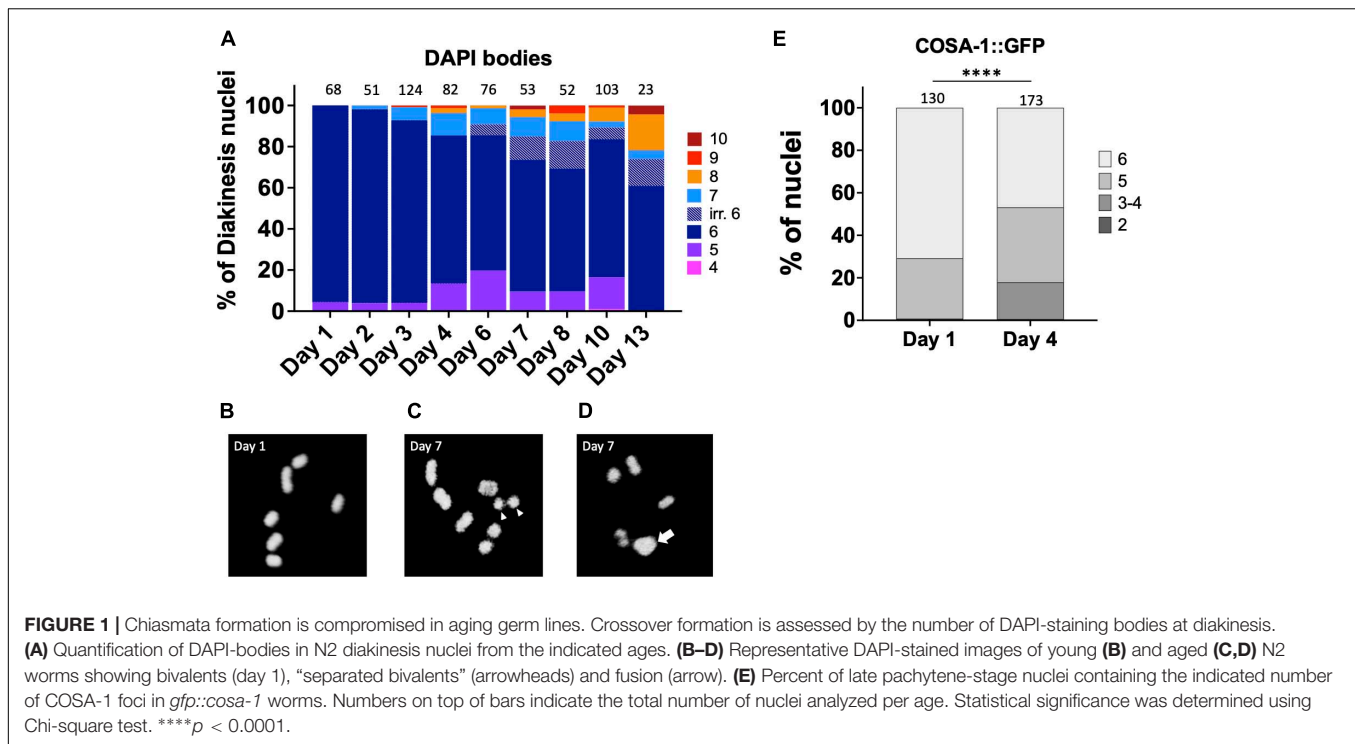 A
DAPI bodies
68 51 124 82 76 53 52 103 23
% of Diakinesis nuclei
100
80
60
40
20
0
Day 1 Day 2 Day 3 Day 4 Day 6 Day 7 Day 8 Day 10 Day 13
10
9
8
7
irr. 6
6
5
4
E
COSA-1::GFP
****
130 173
% of nuclei
100
80
60
40
20
0
Day 1 Day 4
6
5
3-4
2
B
Day 1
C
Day 7
D
Day 7
FIGURE 1 | Chiasmata formation is compromised in aging germ lines. Crossover formation is assessed by the number of DAPI-staining bodies at diakinesis.
(A) Quantification of DAPI-bodies in N2 diakinesis nuclei from the indicated ages. (B–D) Representative DAPI-stained images of young (B) and aged (C,D) N2
worms showing bivalents (day 1), “separated bivalents” (arrowheads) and fusion (arrow). (E) Percent of late pachytene-stage nuclei containing the indicated number
of COSA-1 foci in gfp::cosa-1 worms. Numbers on top of bars indicate the total number of nuclei analyzed per age. Statistical significance was determined using
Chi-square test. ****p < 0.0001.